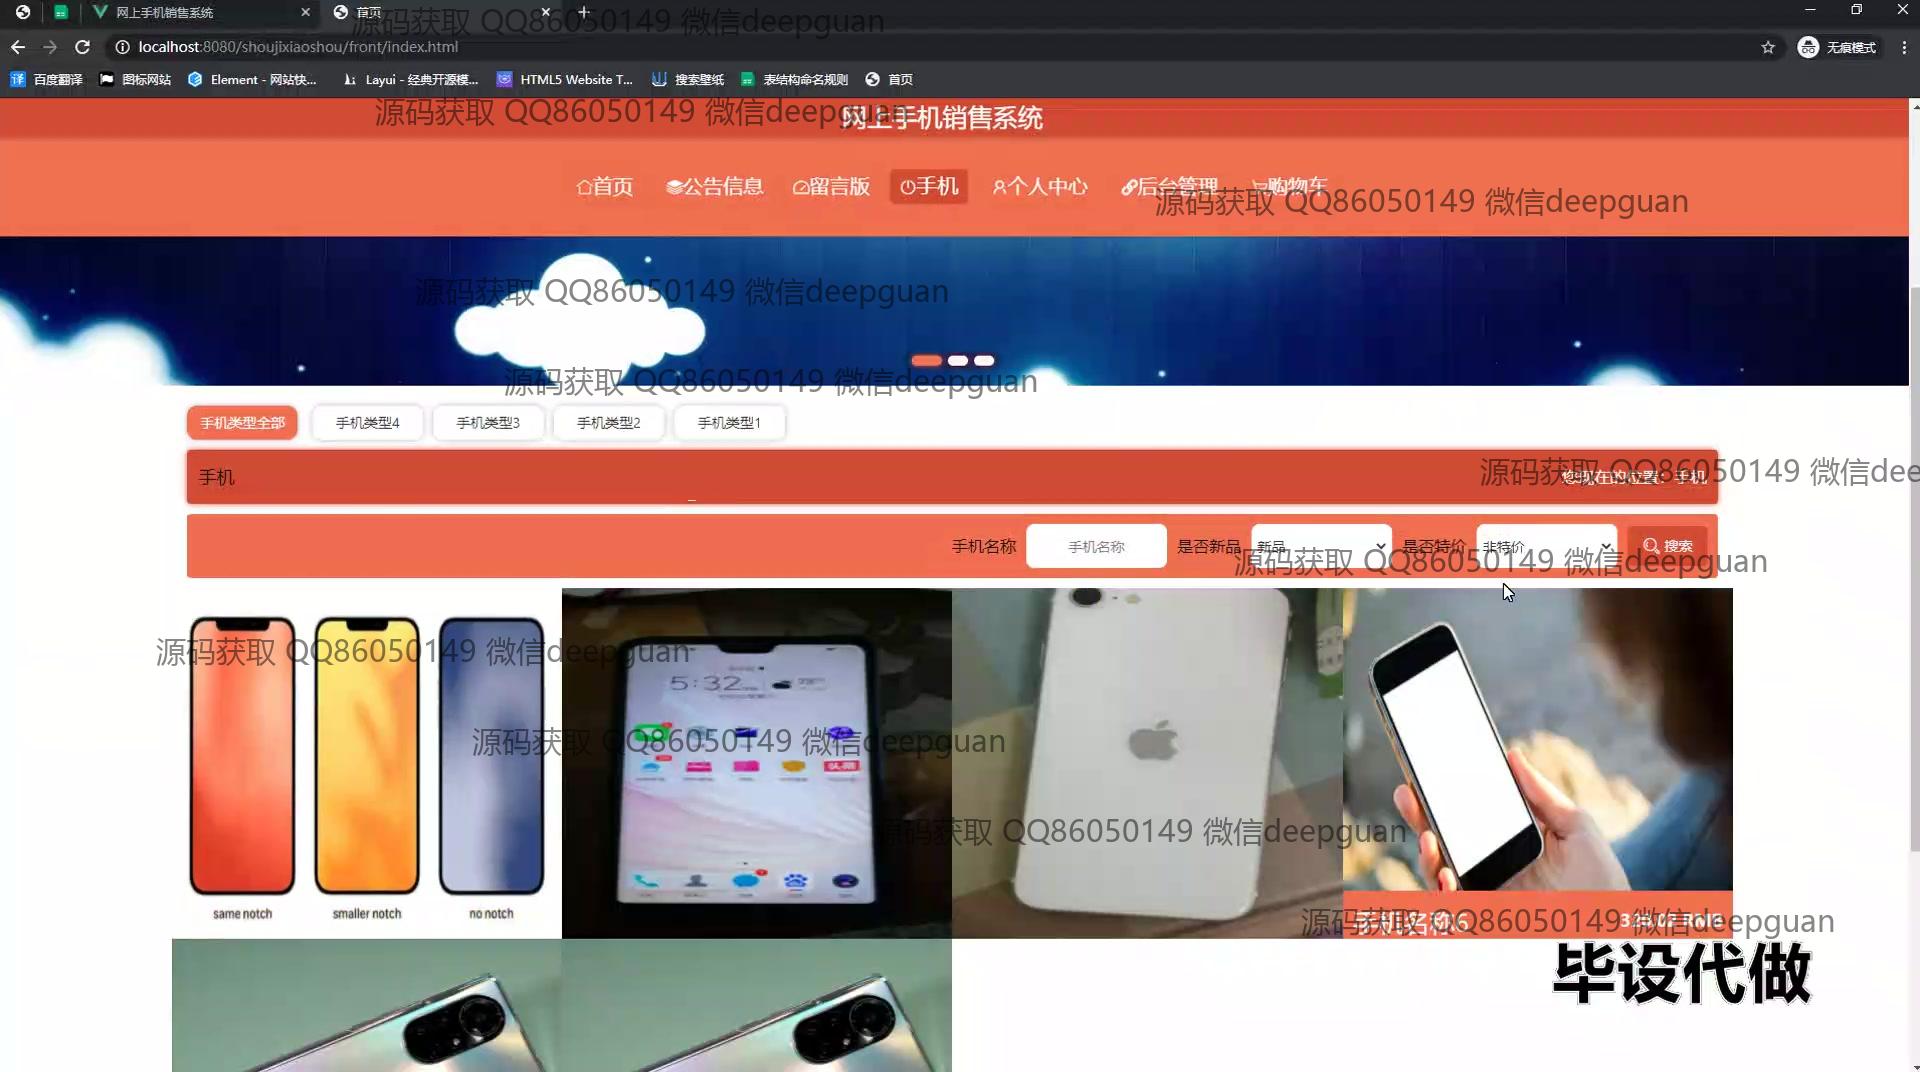 网上手机销售系统
首页
源码获取 QQ86050149 微信deepguan
localhost:8080/shoujixiaoshou/front/index.html
无痕模式
百度翻译
图标网站
Element - 网站快...
Layui - 经典开源模...
HTML5 Website T...
搜索壁纸
表结构命名规则
首页
源码获取 QQ86050149 微信deepguan
网上手机销售系统
首页
公告信息
留言版
手机
个人中心
后台管理
购物车
源码获取 QQ86050149 微信deepguan
源码获取 QQ86050149 微信deepguan
源码获取 QQ86050149 微信deepguan
手机类型全部
手机类型4
手机类型3
手机类型2
手机类型1
手机
您现在的位置：手机
源码获取 QQ86050149 微信dee
手机名称
手机名称
是否新品
新品
是否特价
非特价
搜索
源码获取 QQ86050149 微信deepguan
源码获取 QQ86050149 微信deepguan
5:32
源码获取 QQ86050149 微信deepguan
源码获取 QQ86050149 微信deepguan
same notch
smaller notch
no notch
手机名称6
源码获取 QQ86050149 微信deepguan
毕设代做